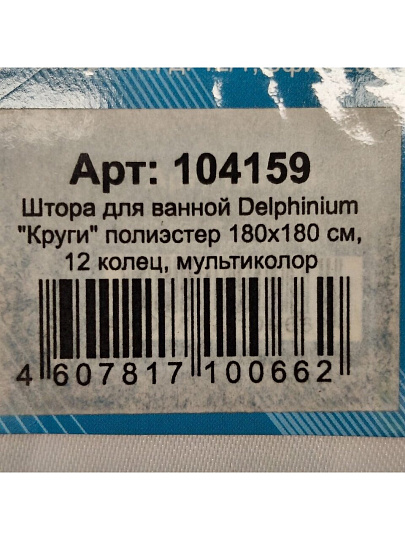 Арт: 104159
Штора для ванной Delphinium
"Круги" полиэстер 180х180 см,
12 колец, мультиколор
4 607817 100662